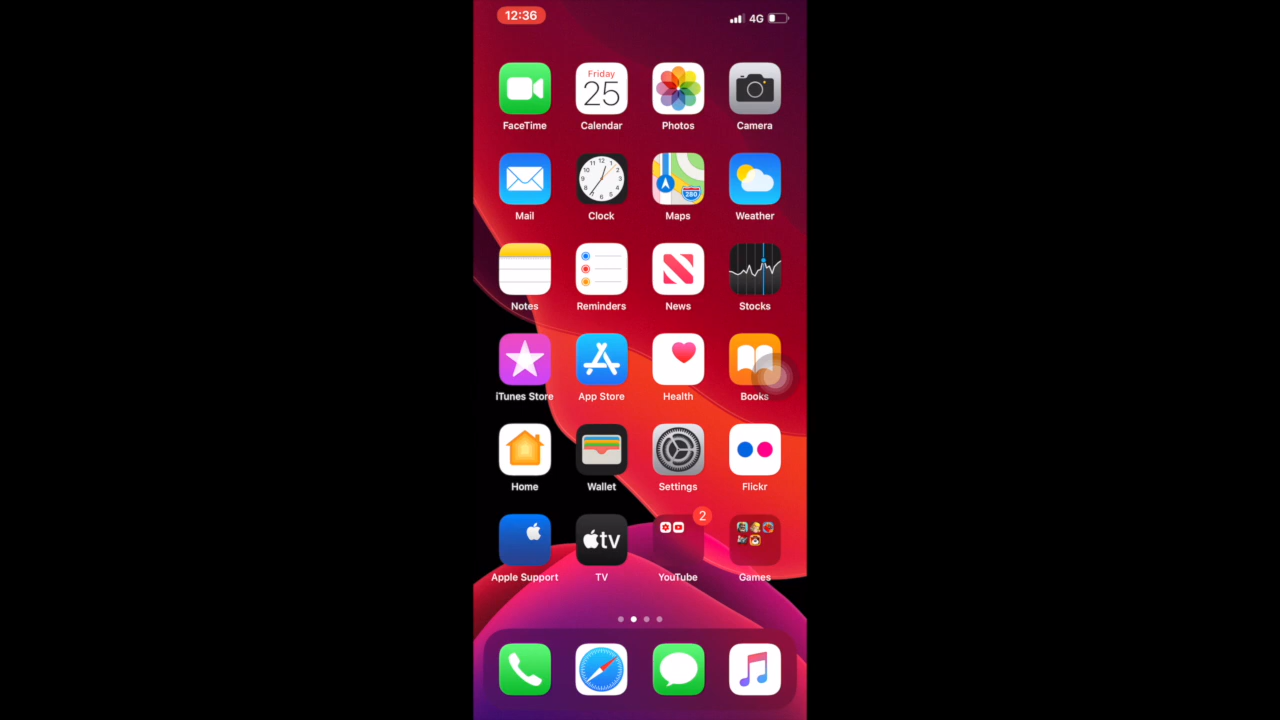 12:36
4G
Friday
25
FaceTime Calendar Photos Camera
280
Mail Clock Maps Weather
Notes Reminders News Stocks
iTunes Store App Store Health Books
Home Wallet Settings Flickr
tv
2
Apple Support TV YouTube Games